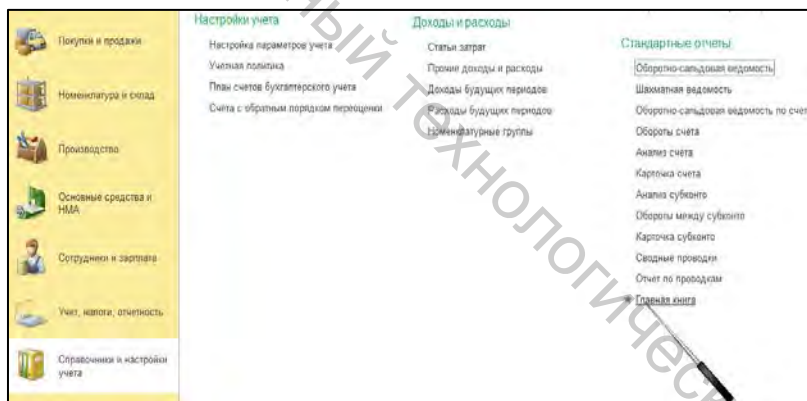 Покупки и продажи
Номенклатура и склад
Производство
Основные средства и
НМА
Сотрудники и зарплата
Учет, налоги, отчетность
Справочники и настройки
учета
Настройки учета
Настройка параметров учета
Учетная политика
План счетов бухгалтерского учета
Счета с обратным порядком переоценки
Доходы и расходы
Статьи затрат
Прочие доходы и расходы
Доходы будущих периодов
Расходы будущих периодов
Номенклатурные группы
Стандартные отчеты
Оборотно-сальдовая ведомость
Шахматная ведомость
Оборотно-сальдовая ведомость по счет
Обороты счета
Анализ счета
Карточка счета
Анализ субконто
Обороты между субконто
Карточка субконто
Сводные проводки
Отчет по проводкам
Главная книга
ный технологическ